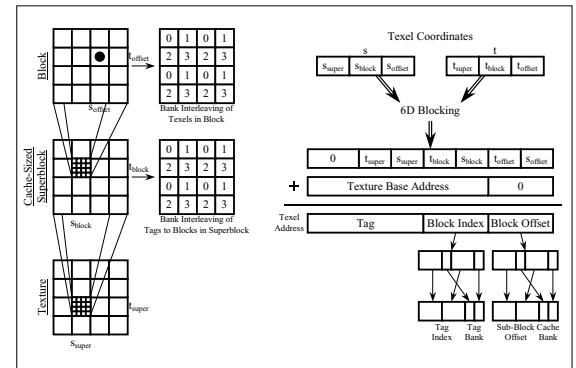 Block
t_offset
0 1 0 1
2 3 2 3
0 1 0 1
2 3 2 3
s_offset
Bank Interleaving of
Texels in Block
Cache-Sized
Superblock
t_block
0 1 0 1
2 3 2 3
0 1 0 1
2 3 2 3
s_block
Bank Interleaving of
Tags to Blocks in Superblock
Texture
t_super
s_super
Texel Coordinates
s t
s_super s_block s_offset t_super t_block t_offset
6D Blocking
0 t_super s_super t_block s_block t_offset s_offset
+ Texture Base Address 0
Texel
Address
Tag Block Index Block Offset
Tag
Index
Tag
Bank
Sub-Block
Offset
Cache
Bank